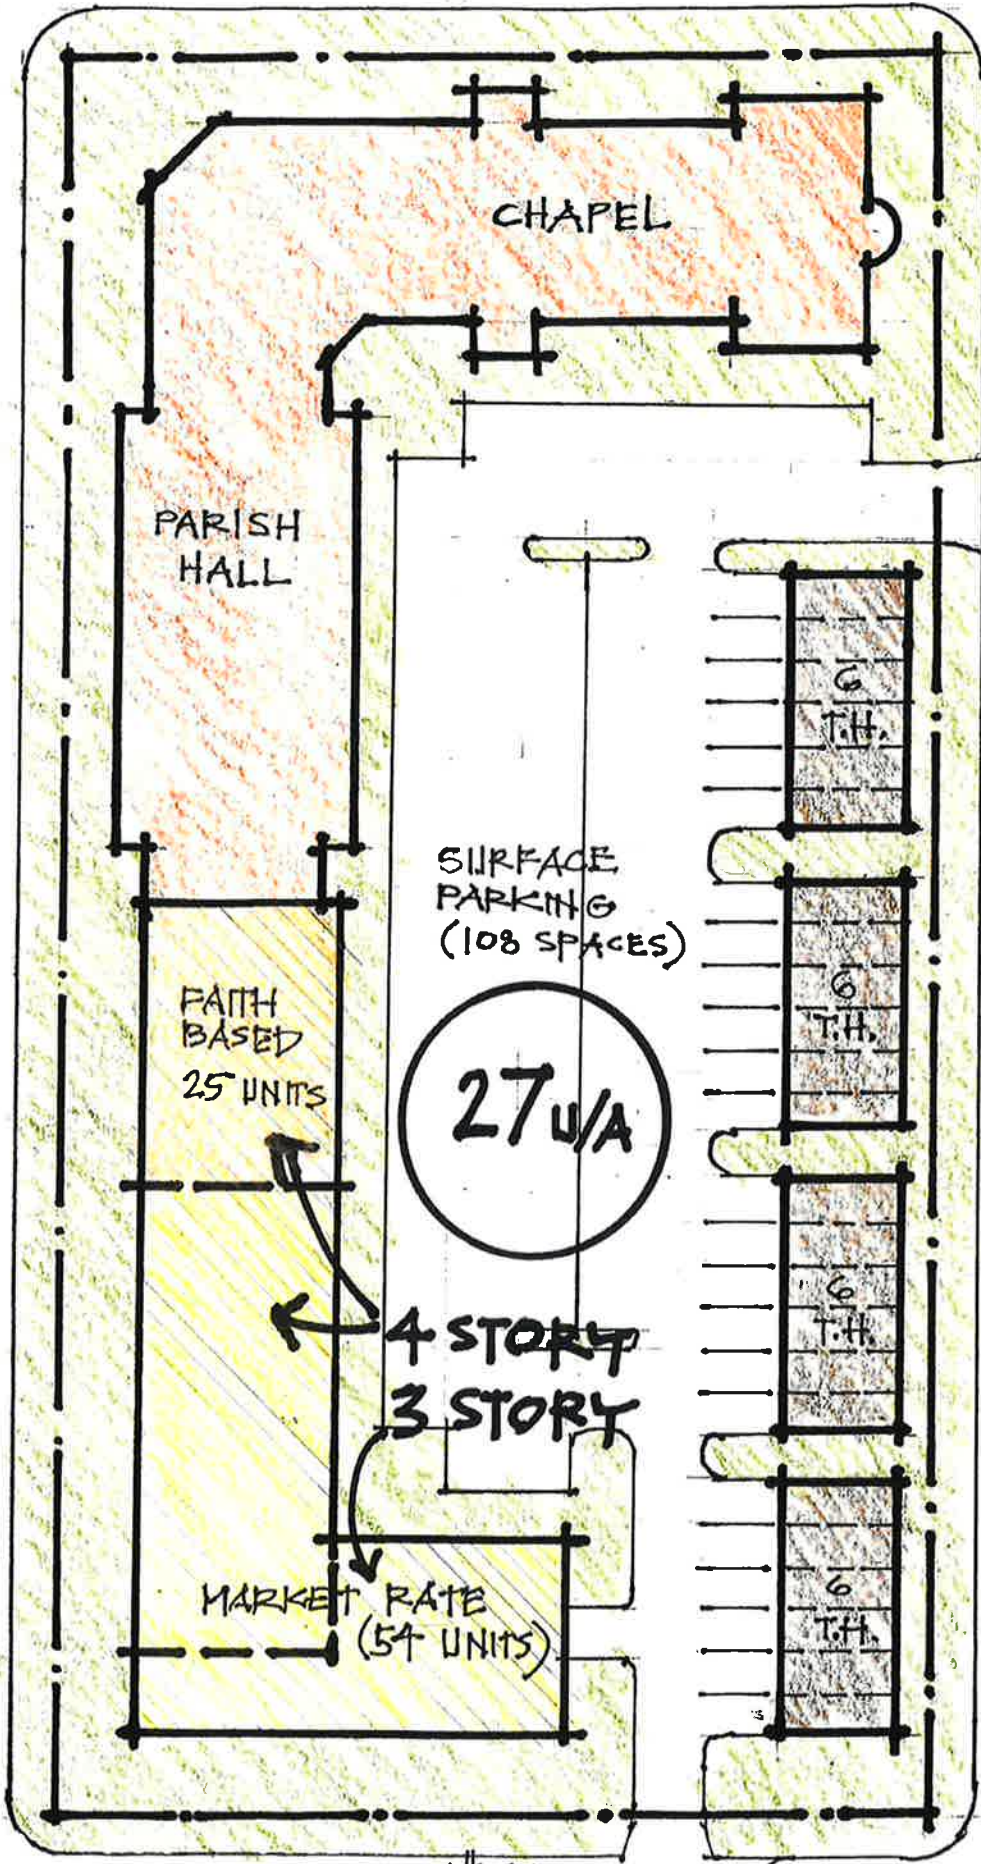 CHAPEL
PARISH
HALL
6
T.H.
SURFACE
PARKING
(108 SPACES)
FAITH
BASED
25 UNITS
27 U/A
6
T.H.
4 STORY
3 STORY
6
T.H.
MARKET RATE
(54 UNITS)
6
T.H.